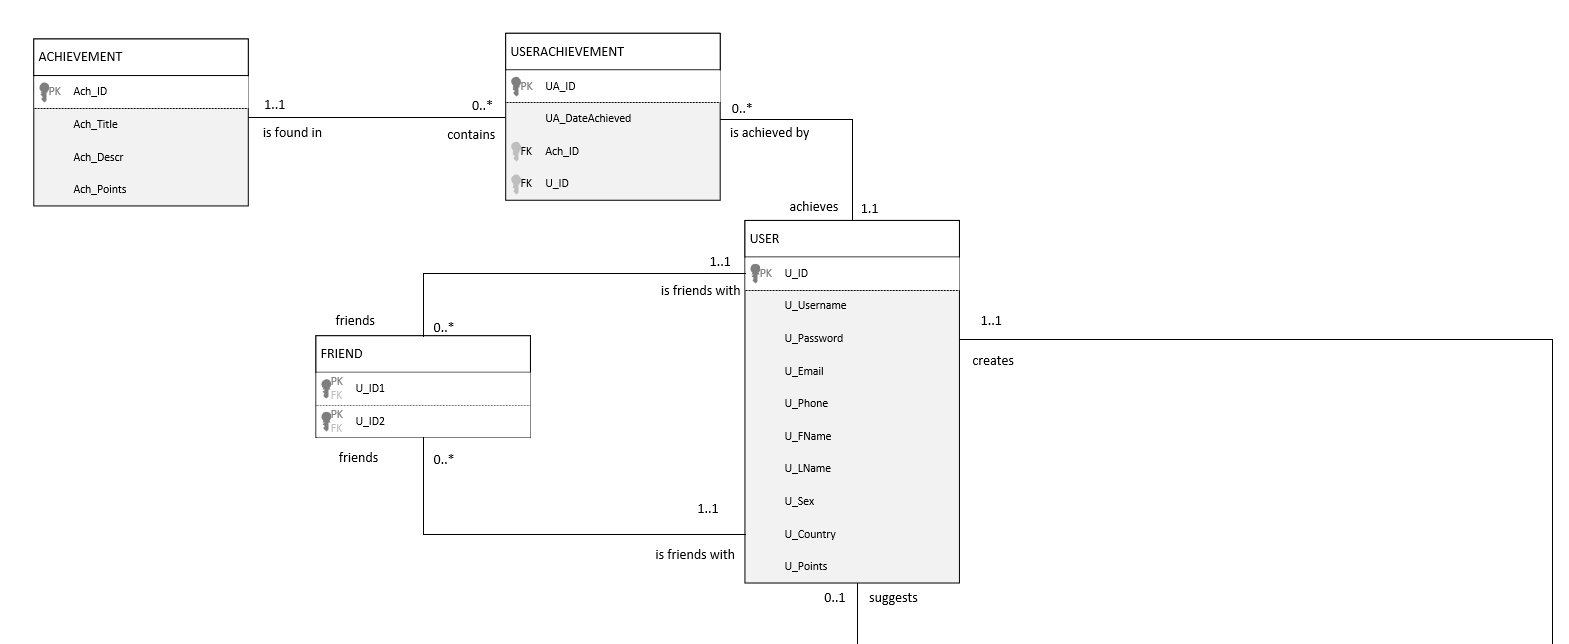 ACHIEVEMENT
PK Ach_ID
Ach_Title
Ach_Descr
Ach_Points
1..1
is found in
0..*
contains
USERACHIEVEMENT
PK UA_ID
UA_DateAchieved
FK Ach_ID
FK U_ID
0..*
is achieved by
achieves
1.1
USER
PK U_ID
U_Username
U_Password
U_Email
U_Phone
U_FName
U_LName
U_Sex
U_Country
U_Points
1..1
is friends with
friends
0..*
FRIEND
PK
FK
U_ID1
PK
FK
U_ID2
friends
0..*
1..1
is friends with
1..1
creates
0..1
suggests